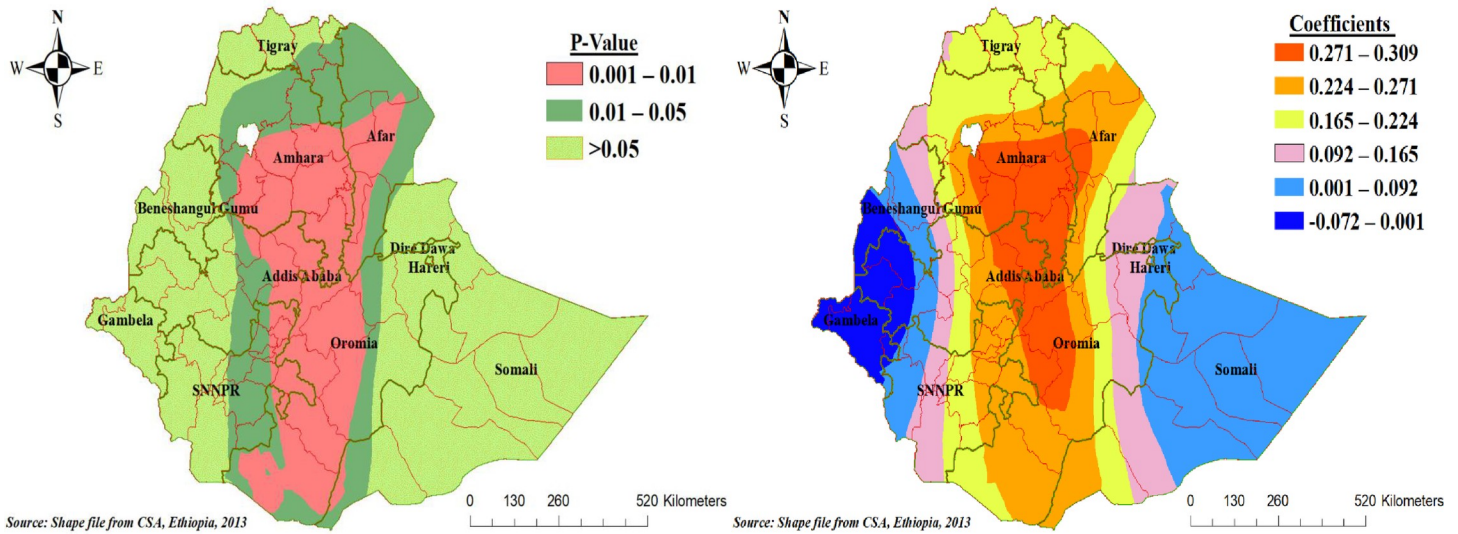 N
W E
S
Tigray
Afar
Amhara
Beneshangul Gumu
Dire Dawa
Hareri
Addis Ababa
Gambela
Oromia
Somali
SNNPR
P-Value
0.001 – 0.01
0.01 – 0.05
>0.05
0 130 260 520 Kilometers
Source: Shape file from CSA, Ethiopia, 2013
N
W E
S
Tigray
Afar
Amhara
Beneshangul Gumu
Dire Dawa
Hareri
Addis Ababa
Gambela
Oromia
Somali
SNNPR
Coefficients
0.271 – 0.309
0.224 – 0.271
0.165 – 0.224
0.092 – 0.165
0.001 – 0.092
-0.072 – 0.001
0 130 260 520 Kilometers
Source: Shape file from CSA, Ethiopia, 2013